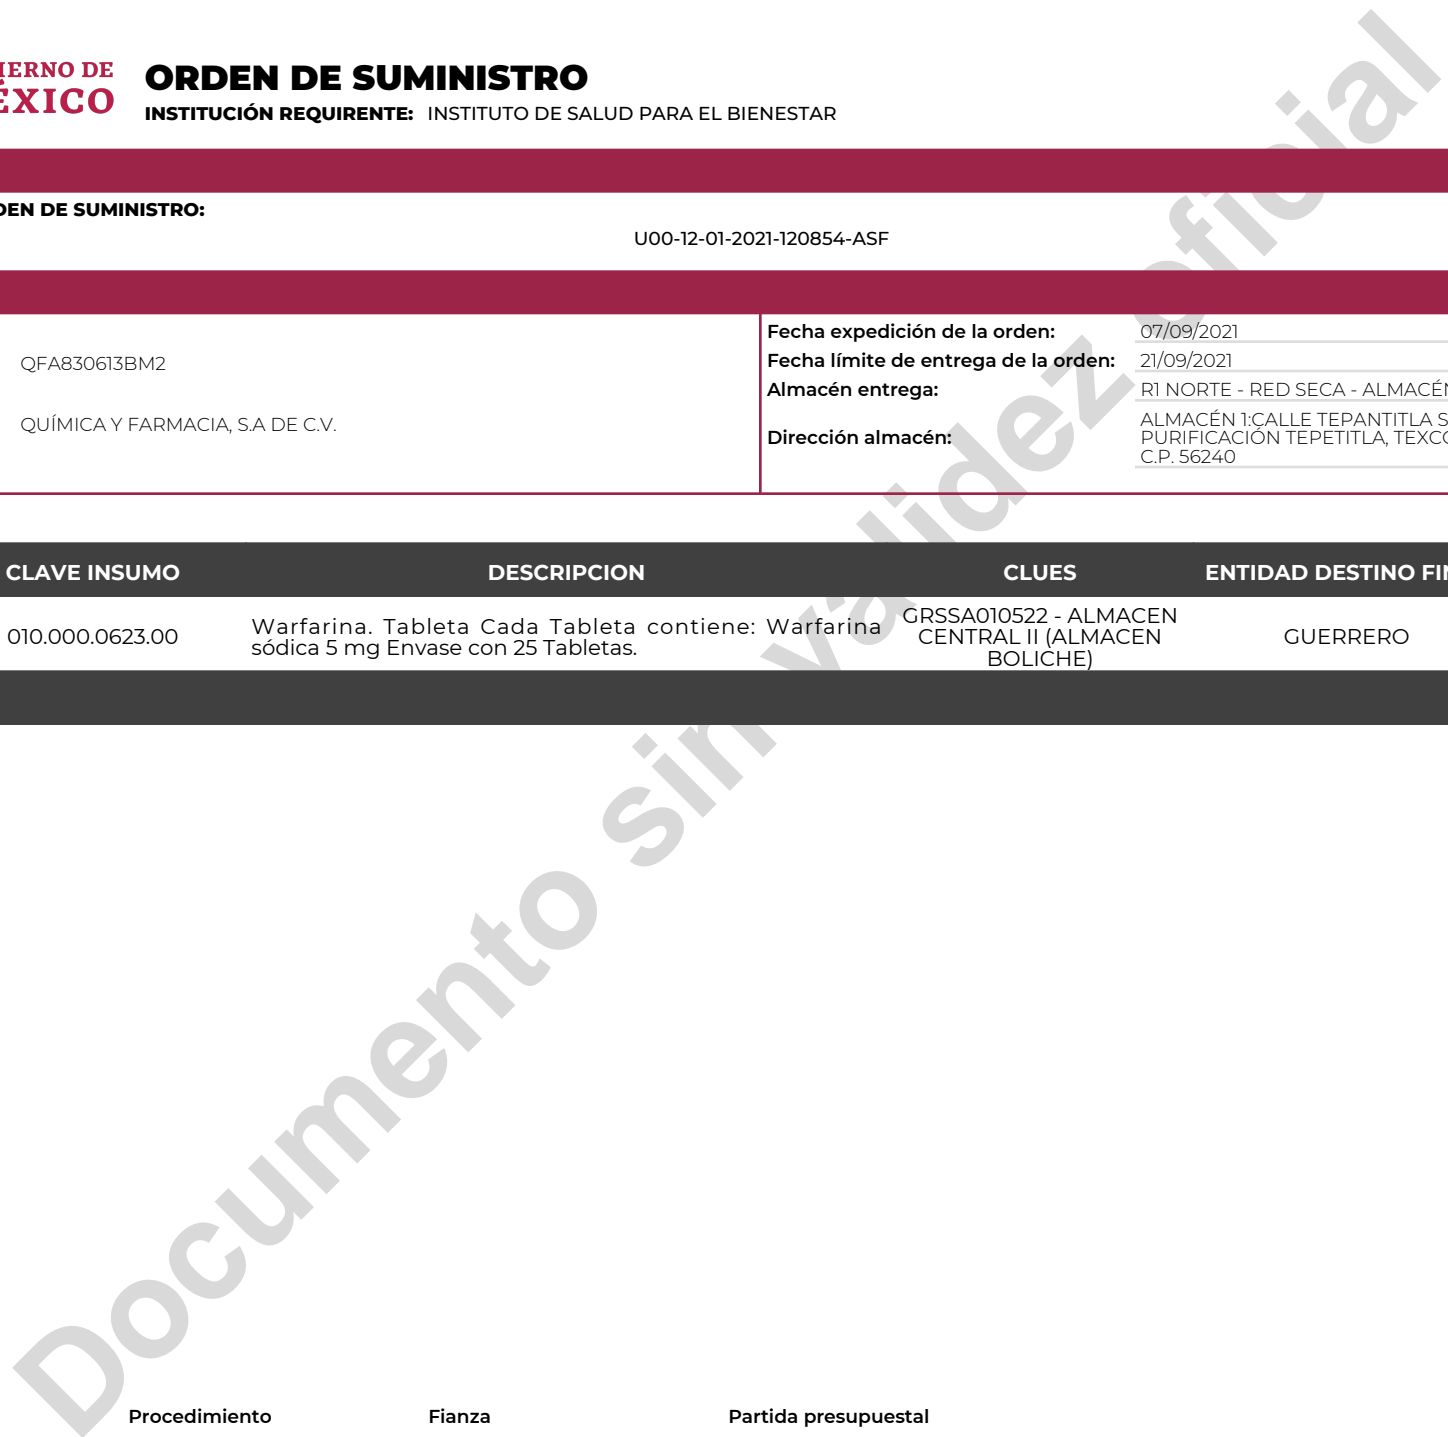 IERNO DE
ÉXICO
ORDEN DE SUMINISTRO
INSTITUCIÓN REQUIRENTE: INSTITUTO DE SALUD PARA EL BIENESTAR
DEN DE SUMINISTRO:
U00-12-01-2021-120854-ASF
QFA830613BM2
QUÍMICA Y FARMACIA, S.A DE C.V.
Fecha expedición de la orden: 07/09/2021
Fecha límite de entrega de la orden: 21/09/2021
Almacén entrega: R1 NORTE - RED SECA - ALMACÉN
Dirección almacén: ALMACÉN 1:CALLE TEPANTITLA S
PURIFICACIÓN TEPETITLA, TEXCO
C.P. 56240
CLAVE INSUMO DESCRIPCION CLUES ENTIDAD DESTINO FIN
010.000.0623.00
Warfarina. Tableta Cada Tableta contiene: Warfarina
sódica 5 mg Envase con 25 Tabletas.
GRSSA010522 - ALMACEN
CENTRAL II (ALMACEN
BOLICHE)
GUERRERO
Documento sin validez oficial
Procedimiento Fianza Partida presupuestal